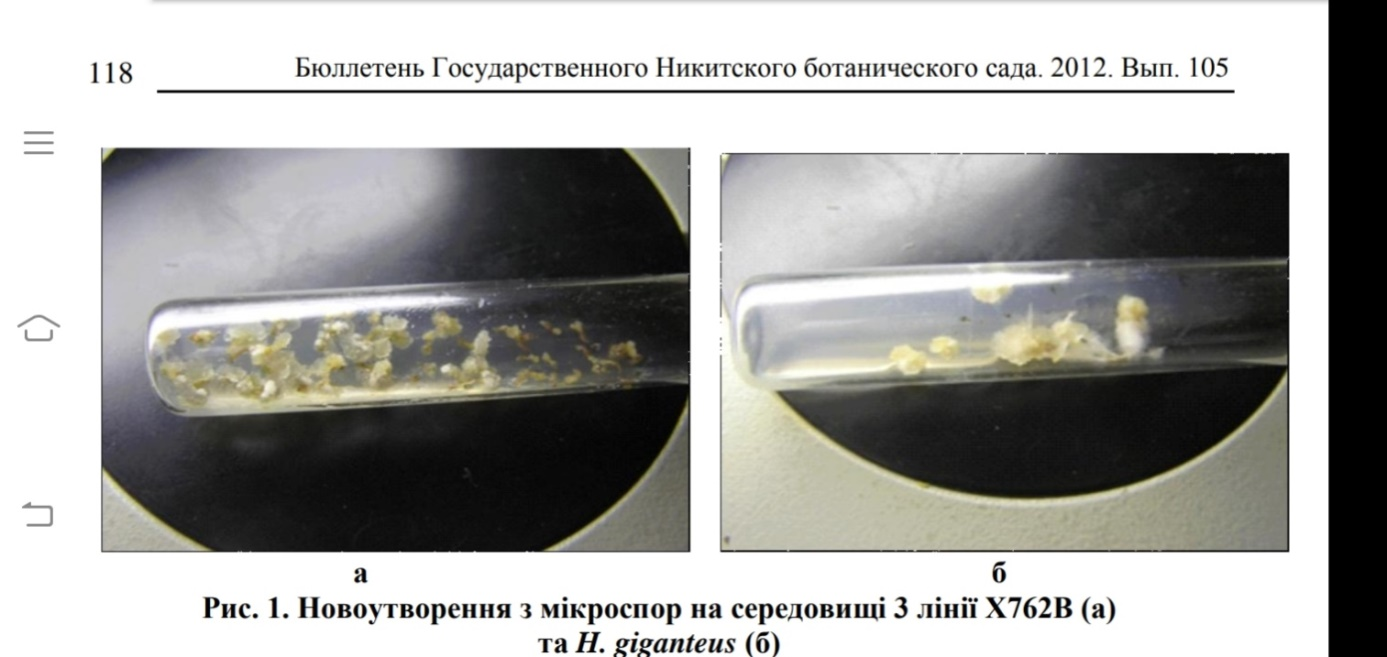 118
Бюллетень Государственного Никитского ботанического сада. 2012. Вып. 105
а
б
Рис. 1. Новоутворення з мікроспор на середовищі 3 лінії Х762В (а)
та H. giganteus (б)